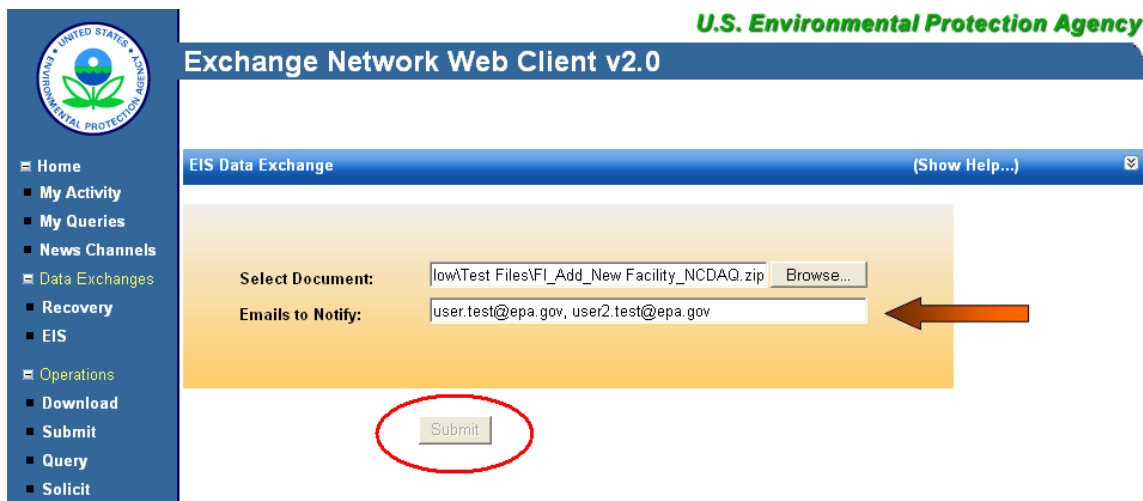 U.S. Environmental Protection Agency
UNITED STATES
ENVIRONMENTAL PROTECTION
AGENCY
Exchange Network Web Client v2.0
Home
My Activity
My Queries
News Channels
Data Exchanges
Recovery
EIS
Operations
Download
Submit
Query
Solicit
EIS Data Exchange (Show Help...)
Select Document: low\Test Files\FI_Add_New Facility_NCDAQ.zip Browse...
Emails to Notify: user.test@epa.gov, user2.test@epa.gov
Submit